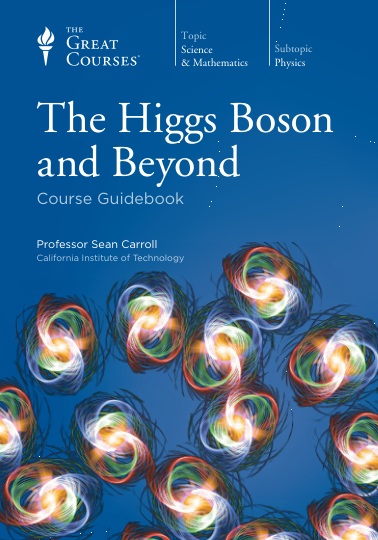 THE
GREAT
COURSES®
Topic
Science
& Mathematics
Subtopic
Physics
The Higgs Boson
and Beyond
Course Guidebook
Professor Sean Carroll
California Institute of Technology